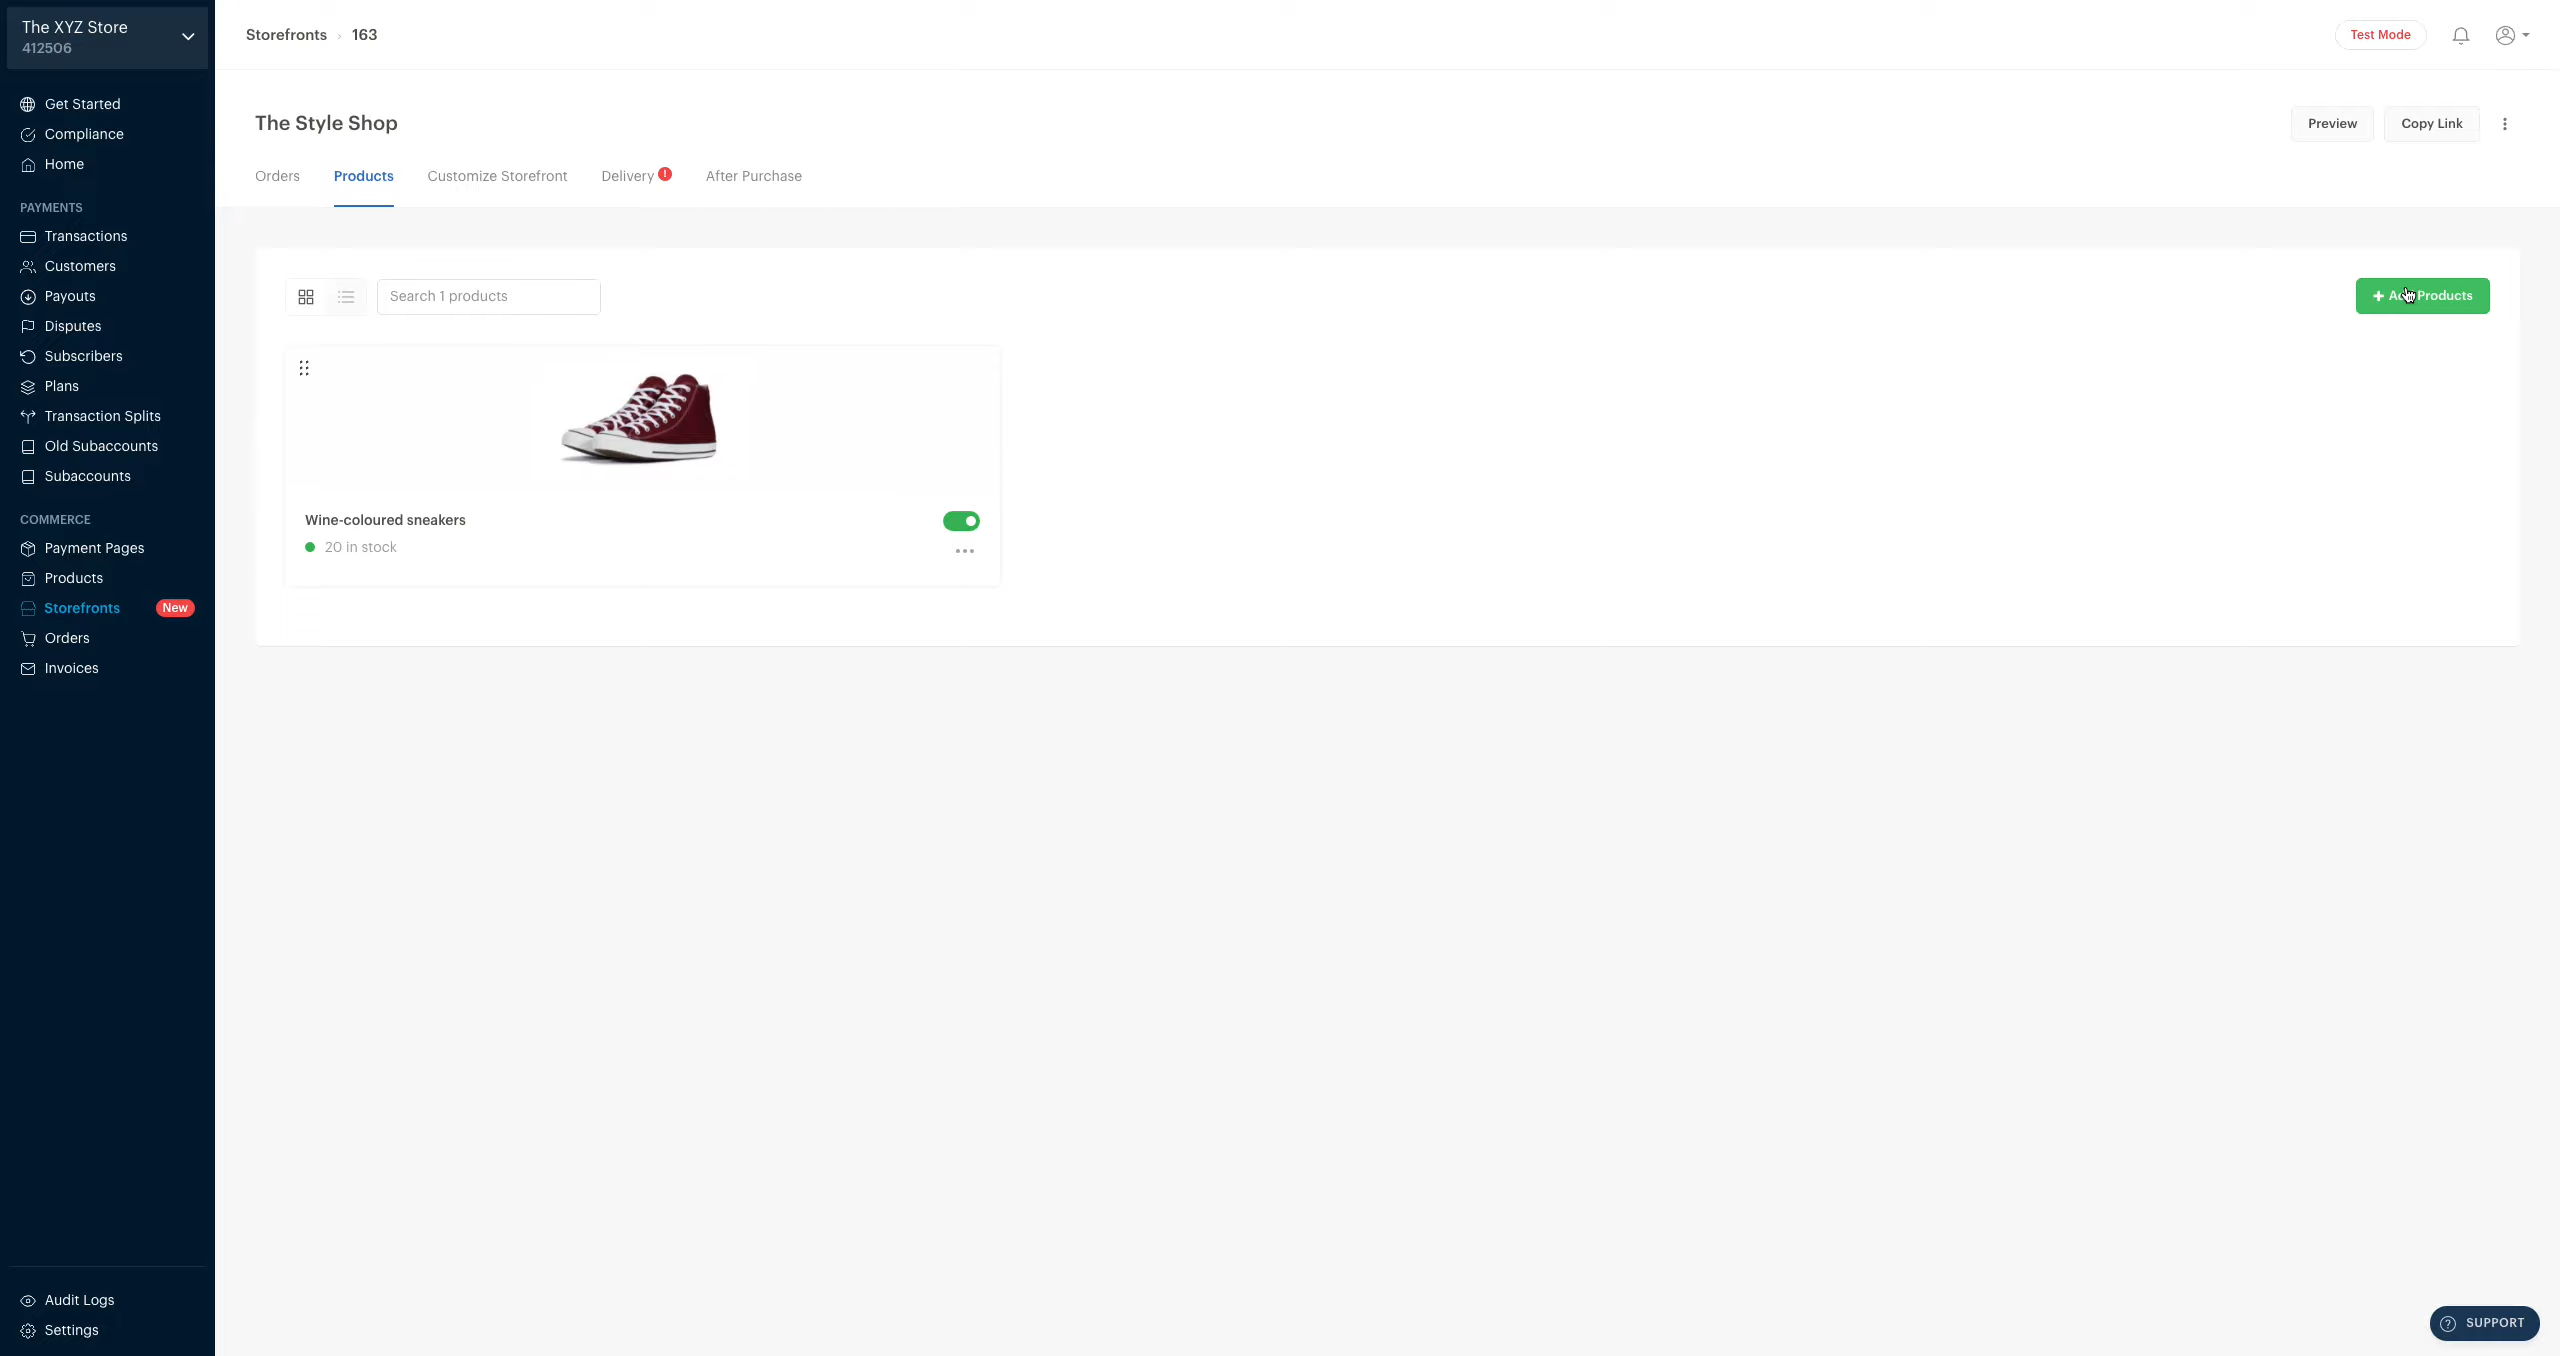 The XYZ Store
412506
Get Started
Compliance
Home
PAYMENTS
Transactions
Customers
Payouts
Disputes
Subscribers
Plans
Transaction Splits
Old Subaccounts
Subaccounts
COMMERCE
Payment Pages
Products
Storefronts New
Orders
Invoices
Audit Logs
Settings
Storefronts › 163
Test Mode
The Style Shop
Preview Copy Link
Orders Products Customize Storefront Delivery ! After Purchase
Search 1 products
+ Products
Wine-coloured sneakers
20 in stock
? SUPPORT